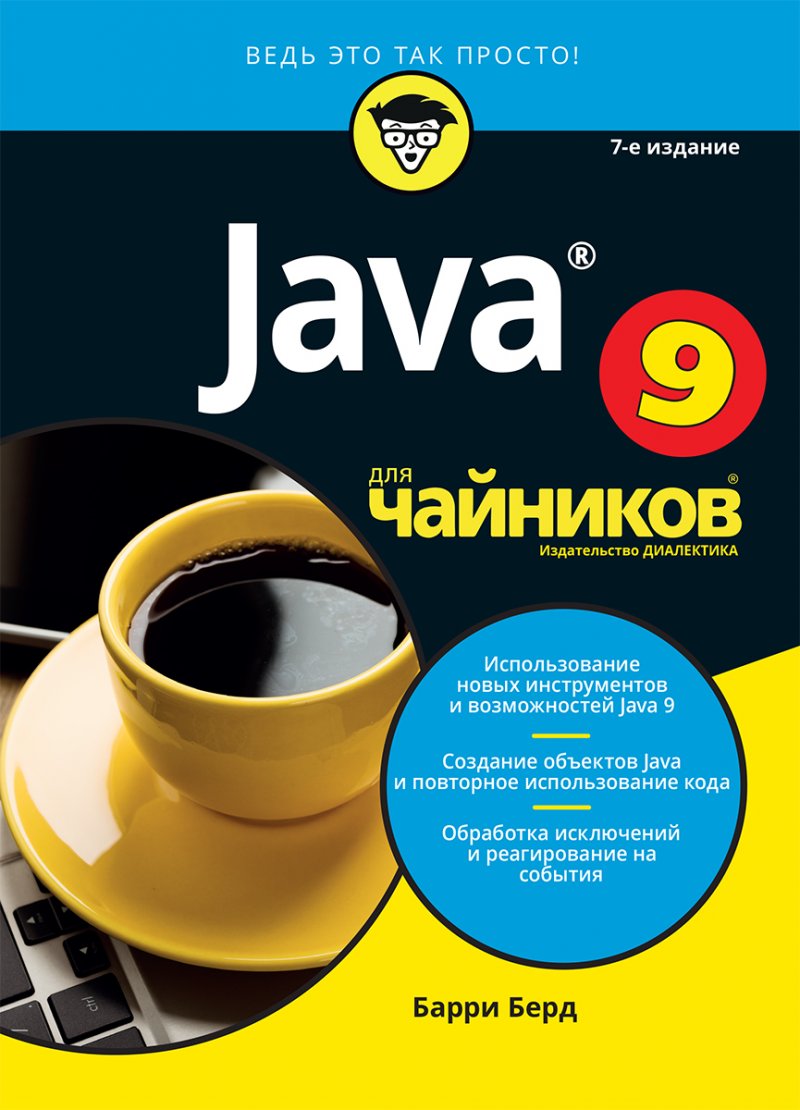 ВЕДЬ ЭТО ТАК ПРОСТО!
7-е издание
Java®
9
для
чайников®
Издательство ДИАЛЕКТИКА
Использование
новых инструментов
и возможностей Java 9
Создание объектов Java
и повторное использование кода
Обработка исключений
и реагирование на
события
ctrl
Барри Берд